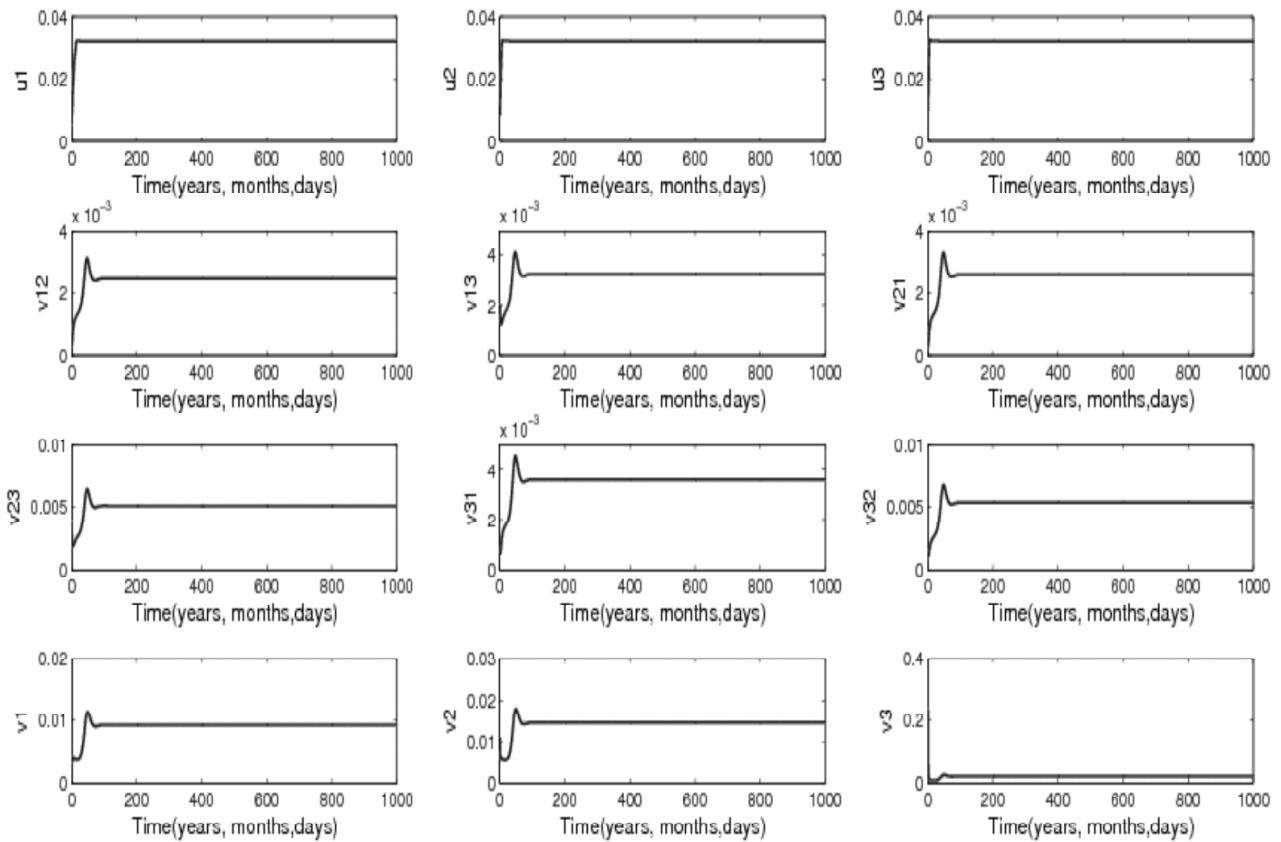 0.04 0.04 0.04
u1 0.02 u2 0.02 u3 0.02
0 0 0
0 200 400 600 800 1000 0 200 400 600 800 1000 0 200 400 600 800 1000
Time(years, months,days) Time(years, months,days) Time(years, months,days)
x 10⁻³ x 10⁻³ x 10⁻³
4 4 4
v12 2 v13 2 v21 2
0 0 0
0 200 400 600 800 1000 0 200 400 600 800 1000 0 200 400 600 800 1000
Time(years, months,days) Time(years, months,days) Time(years, months,days)
x 10⁻³
0.01 4 0.01
v23 0.005 v31 2 v32 0.005
0 0 0
0 200 400 600 800 1000 0 200 400 600 800 1000 0 200 400 600 800 1000
Time(years, months,days) Time(years, months,days) Time(years, months,days)
0.02 0.03 0.4
0.02
v1 0.01 v2 0.01 v3 0.2
0 0 0
0 200 400 600 800 1000 0 200 400 600 800 1000 0 200 400 600 800 1000
Time(years, months,days) Time(years, months,days) Time(years, months,days)